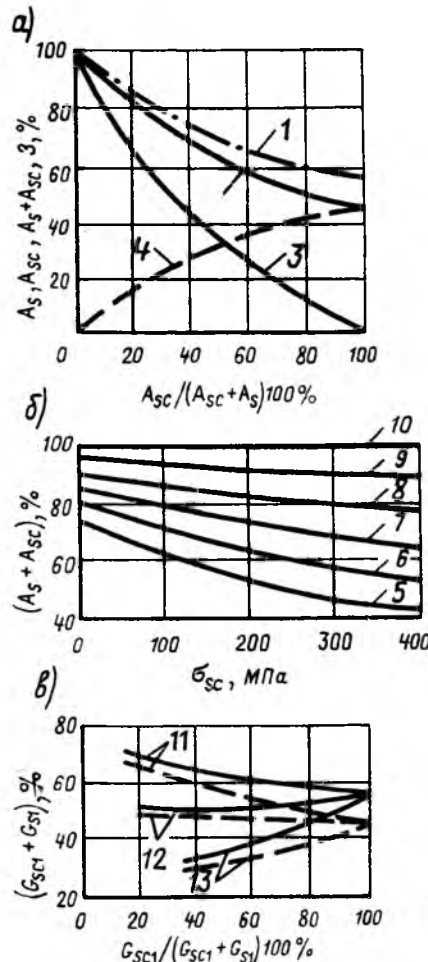 а)
100
80
60
40
20
0 20 40 60 80 100
1
4
3
A_S, A_SC, A_S+A_SC, З, %
A_SC/(A_SC+A_S)100%
б)
100
80
60
40
0 100 200 300 400
10
9
8
7
6
5
(A_S+A_SC),%
σ_SC, МПа
в)
80
60
40
20
0 20 40 60 80 100
11
12
13
(G_SC1+G_S1),%
G_SC1/(G_SC1+G_S1)100%